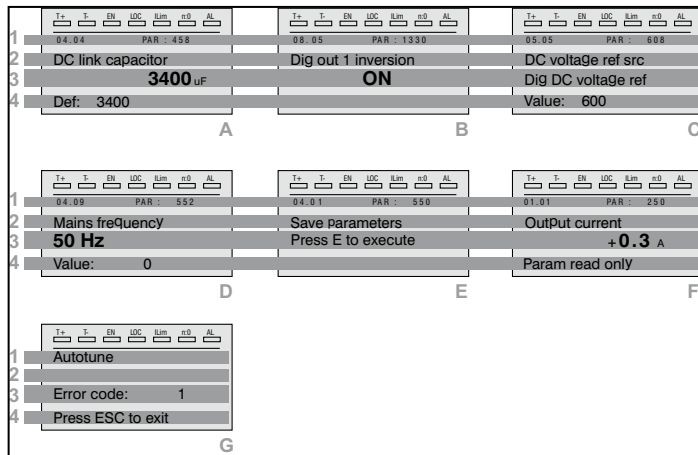 T+ T- EN LOC ILim n:0 AL
1 04.04 PAR : 458
2 DC link capacitor
3 3400 uF
4 Def: 3400
A
T+ T- EN LOC ILim n:0 AL
08.05 PAR : 1330
Dig out 1 inversion
ON
B
T+ T- EN LOC ILim n:0 AL
05.05 PAR : 608
DC voltage ref src
Dig DC voltage ref
Value: 600
C
T+ T- EN LOC ILim n:0 AL
1 04.09 PAR : 552
2 Mains frequency
3 50 Hz
4 Value: 0
D
T+ T- EN LOC ILim n:0 AL
04.01 PAR : 550
Save parameters
Press E to execute
E
T+ T- EN LOC ILim n:0 AL
01.01 PAR : 250
Output current
+0.3 A
Param read only
F
T+ T- EN LOC ILim n:0 AL
1 Autotune
2
3 Error code: 1
4 Press ESC to exit
G